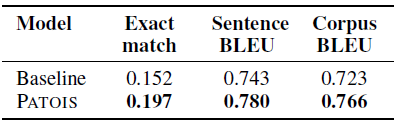 Model Exact match Sentence BLEU Corpus BLEU
Baseline 0.152 0.743 0.723
PATOIS 0.197 0.780 0.766